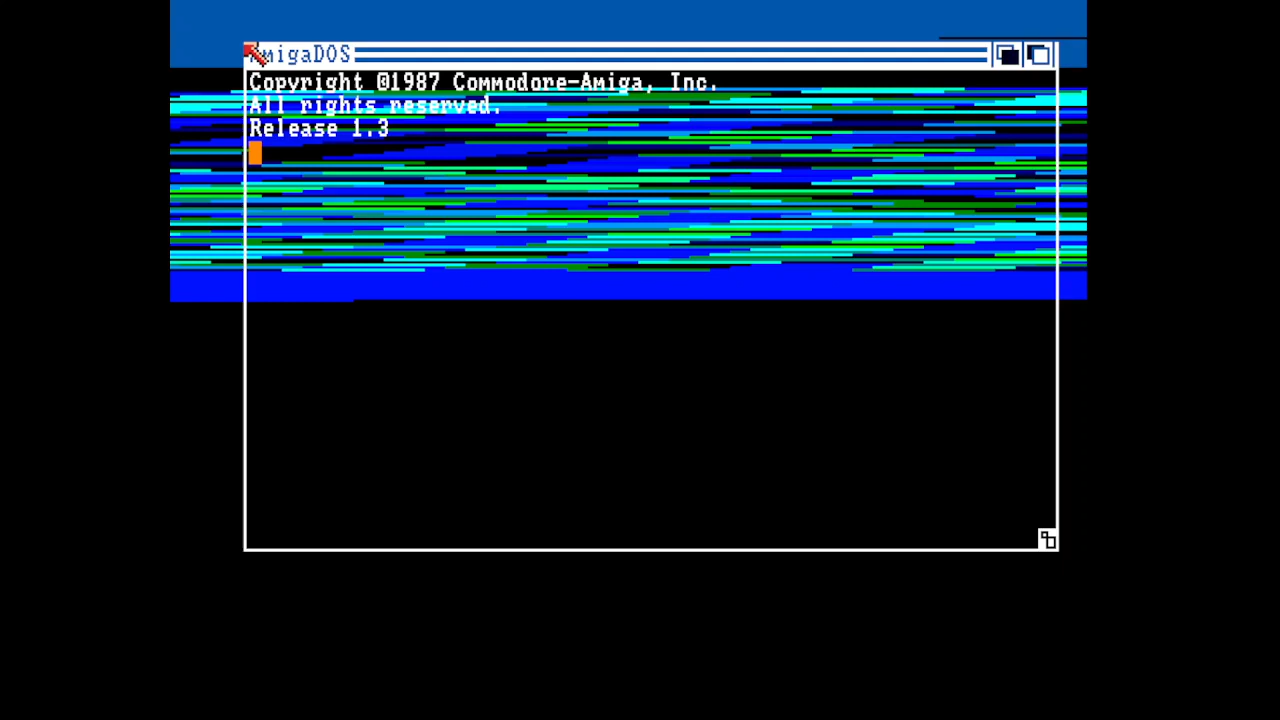 AmigaDOS
Copyright @1987 Commodore-Amiga, Inc.
All rights reserved.
Release 1.3